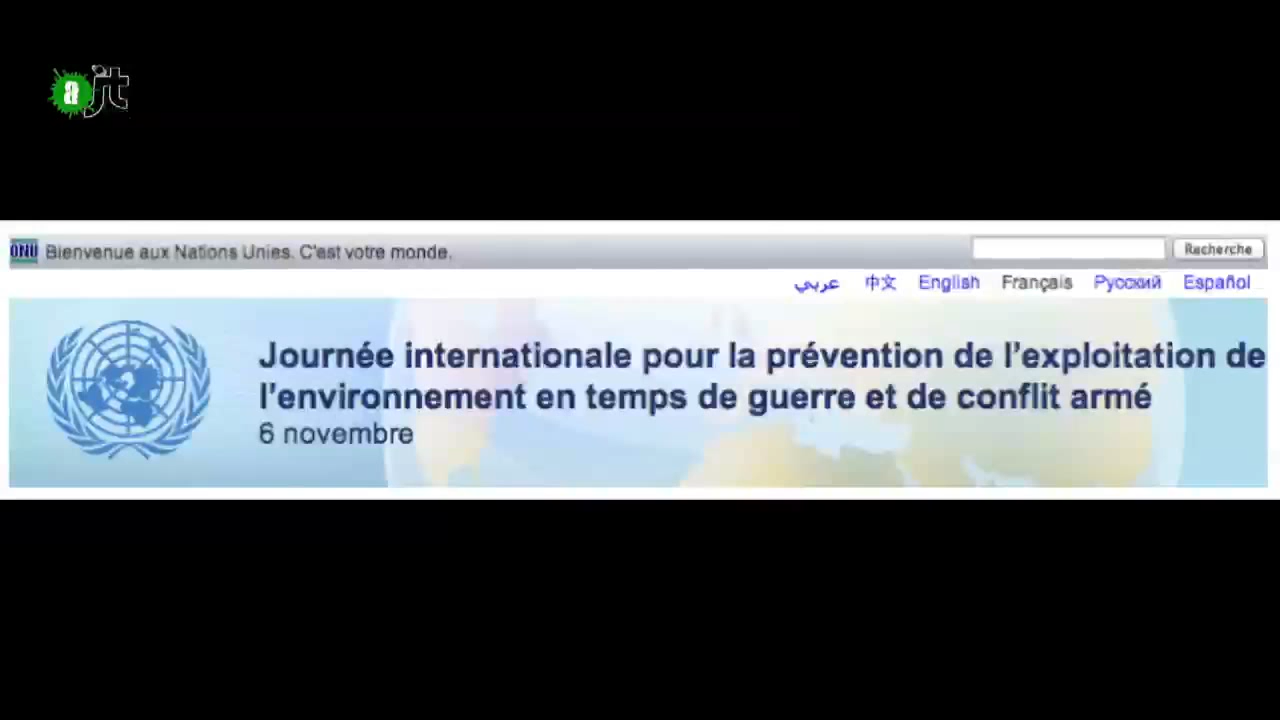 a jt
ONU Bienvenue aux Nations Unies. C'est votre monde. Recherche
عربي 中文 English Français Русский Español
Journée internationale pour la prévention de l'exploitation de
l'environnement en temps de guerre et de conflit armé
6 novembre